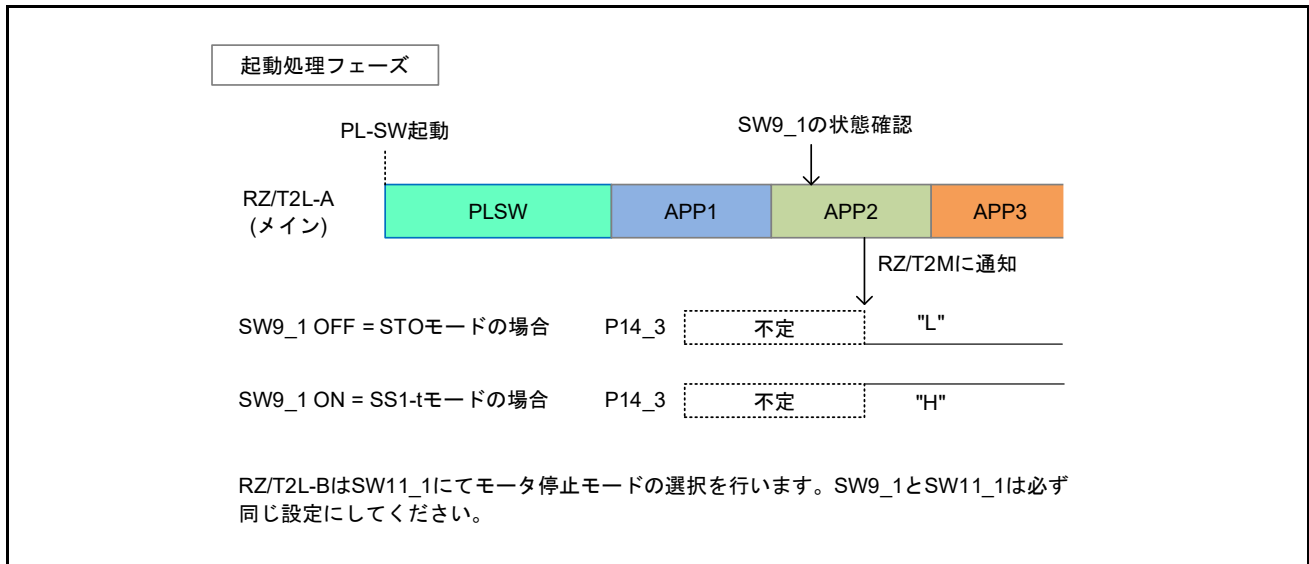 起動処理フェーズ
PL-SW起動
SW9_1の状態確認
RZ/T2L-A
(メイン)
PLSW
APP1
APP2
APP3
RZ/T2Mに通知
SW9_1 OFF = STOモードの場合
P14_3
不定
"L"
SW9_1 ON = SS1-tモードの場合
P14_3
不定
"H"
RZ/T2L-BはSW11_1にてモータ停止モードの選択を行います。SW9_1とSW11_1は必ず
同じ設定にしてください。